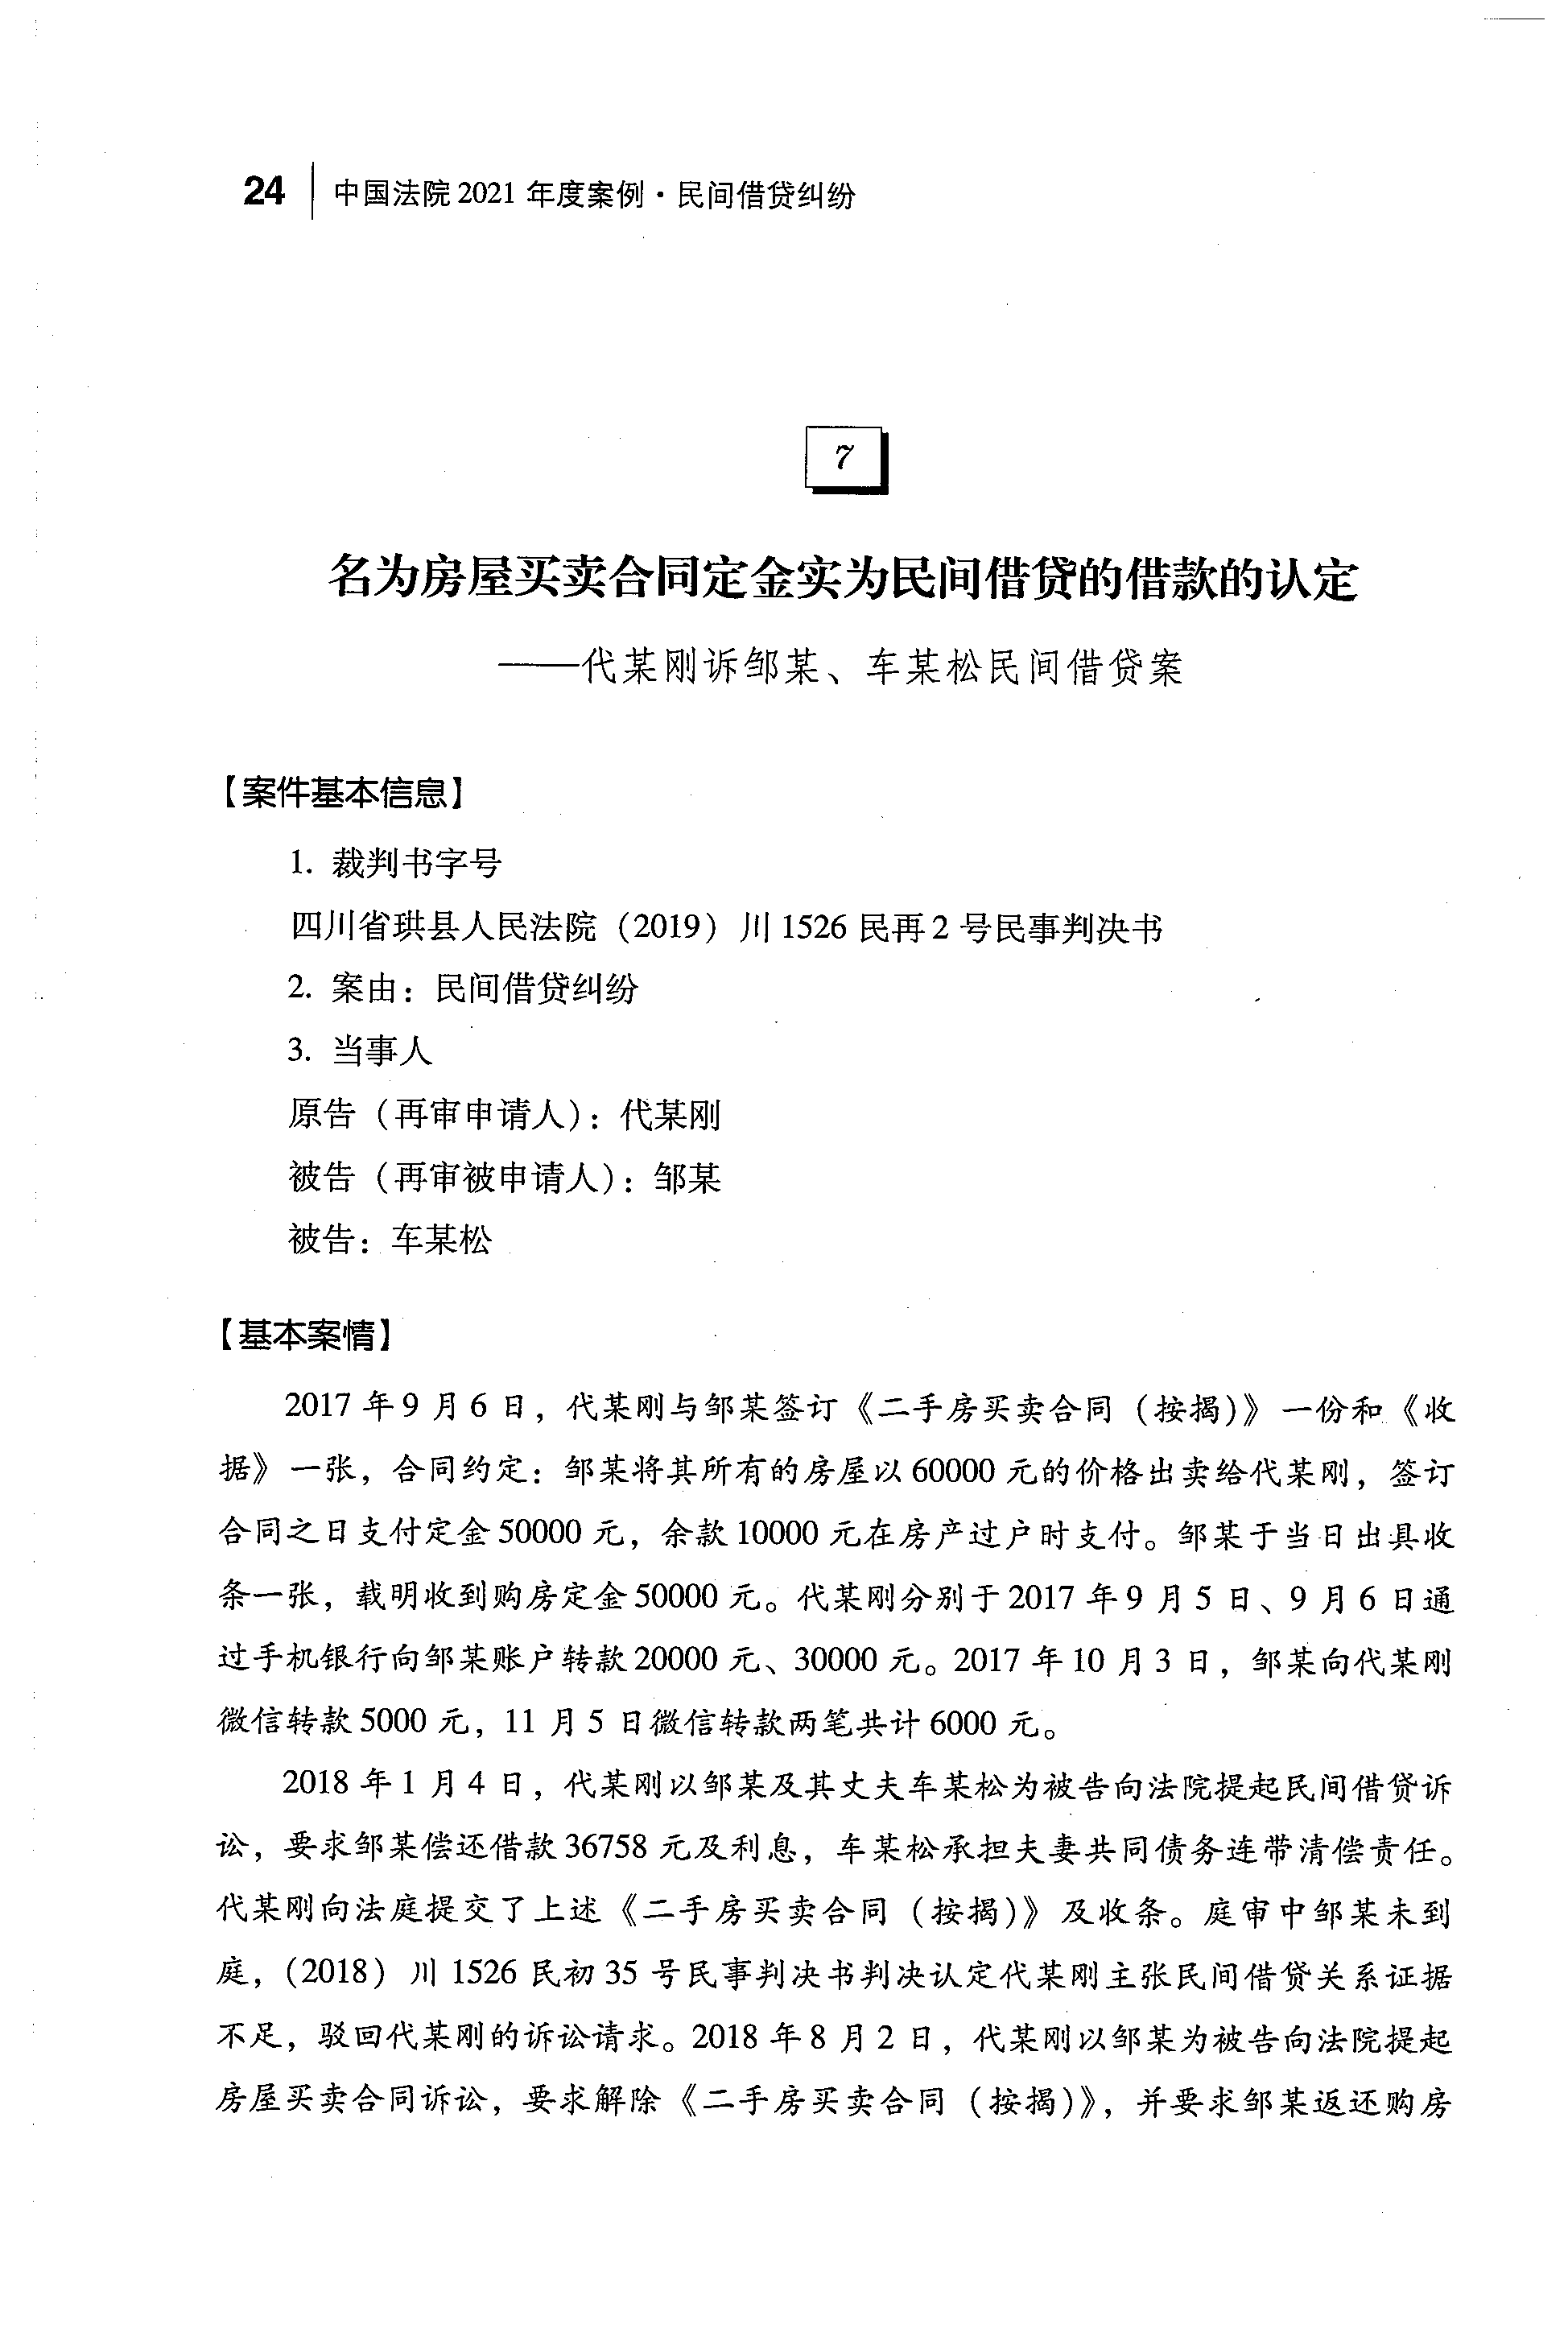 24 中国法院2021年度案例·民间借贷纠纷
7
名为房屋买卖合同定金实为民间借贷的借款的认定
——代某刚诉邹某、车某松民间借贷案
【案件基本信息】
1. 裁判书字号
四川省珙县人民法院（2019）川1526民再2号民事判决书
2. 案由：民间借贷纠纷
3. 当事人
原告（再审申请人）：代某刚
被告（再审被申请人）：邹某
被告：车某松
【基本案情】
2017年9月6日，代某刚与邹某签订《二手房买卖合同（按揭）》一份和《收
据》一张，合同约定：邹某将其所有的房屋以60000元的价格出卖给代某刚，签订
合同之日支付定金50000元，余款10000元在房产过户时支付。邹某于当日出具收
条一张，载明收到购房定金50000元。代某刚分别于2017年9月5日、9月6日通
过手机银行向邹某账户转款20000元、30000元。2017年10月3日，邹某向代某刚
微信转款5000元，11月5日微信转款两笔共计6000元。
2018年1月4日，代某刚以邹某及其丈夫车某松为被告向法院提起民间借贷诉
讼，要求邹某偿还借款36758元及利息，车某松承担夫妻共同债务连带清偿责任。
代某刚向法庭提交了上述《二手房买卖合同（按揭）》及收条。庭审中邹某未到
庭，（2018）川1526民初35号民事判决书判决认定代某刚主张民间借贷关系证据
不足，驳回代某刚的诉讼请求。2018年8月2日，代某刚以邹某为被告向法院提起
房屋买卖合同诉讼，要求解除《二手房买卖合同（按揭）》，并要求邹某返还购房